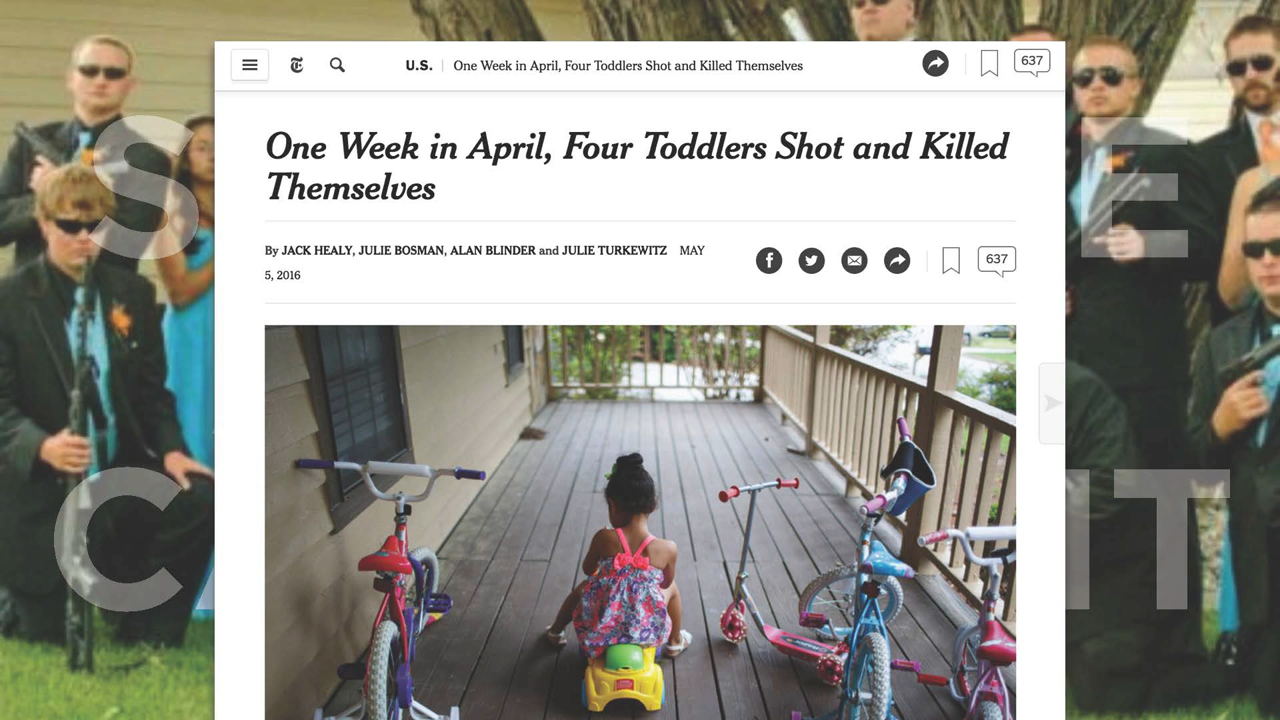 U.S. One Week in April, Four Toddlers Shot and Killed Themselves 637
One Week in April, Four Toddlers Shot and Killed
Themselves
By JACK HEALY, JULIE BOSMAN, ALAN BLINDER and JULIE TURKEWITZ MAY
5, 2016
637
S E
C T